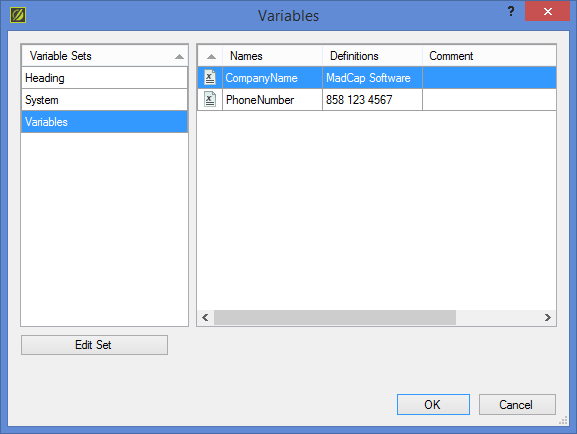 Variables
?
Variable Sets
Heading
System
Variables
Names Definitions Comment
CompanyName MadCap Software
PhoneNumber 858 123 4567
Edit Set
OK Cancel